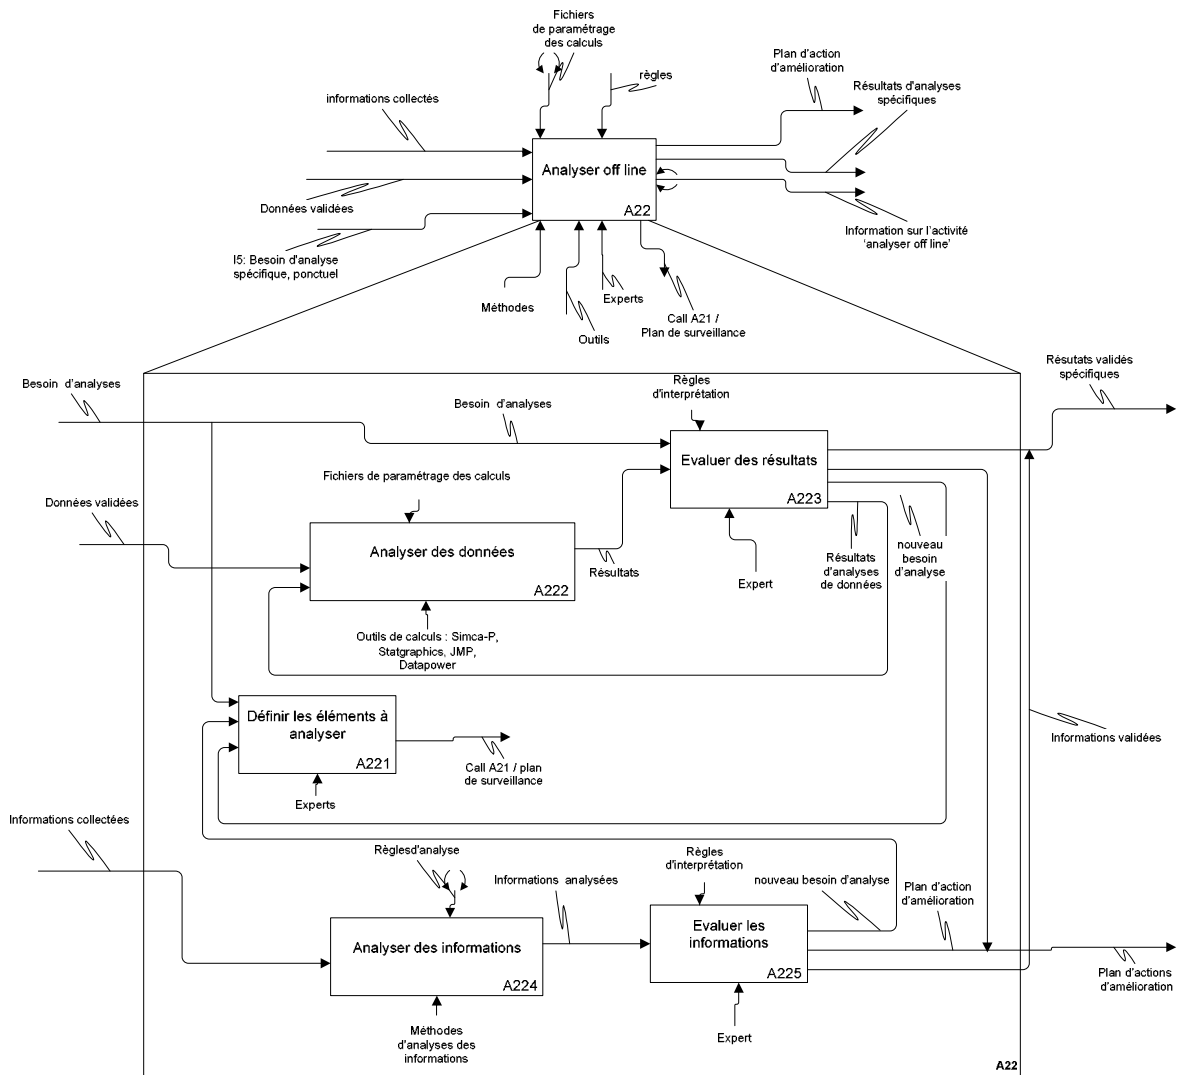 Fichiers
de paramétrage
des calculs
règles
Plan d'action
d'amélioration
Résultats d'analyses
spécifiques
informations collectés
Analyser off line
A22
Données validées
I5: Besoin d'analyse
spécifique, ponctuel
Information sur l'activité
'analyser off line'
Méthodes
Outils
Experts
Call A21 /
Plan de surveillance
Résutats validés
spécifiques
Besoin d'analyses
Besoin d'analyses
Règles
d'interprétation
Evaluer des résultats
A223
Fichiers de paramétrage des calculs
Données validées
Analyser des données
A222
Résultats
Expert
Résultats
d'analyses
de données
nouveau
besoin
d'analyse
Outils de calculs : Simca-P,
Statgraphics, JMP,
Datapower
Définir les éléments à
analyser
A221
Call A21 / plan
de surveillance
Experts
Informations validées
Informations collectées
Règlesd'analyse
Informations analysées
Règles
d'interprétation
nouveau besoin d'analyse
Plan d'action
d'amélioration
Analyser des informations
A224
Evaluer les
informations
A225
Plan d'actions
d'amélioration
Méthodes
d'analyses des
informations
Expert
A22